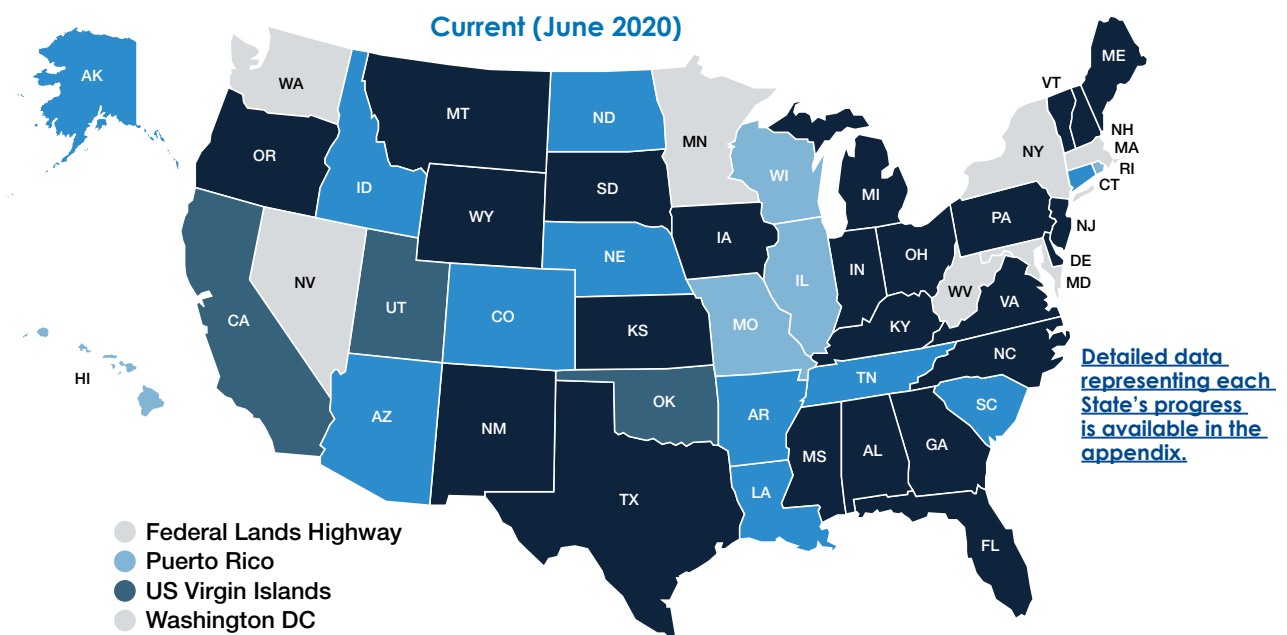 Current (June 2020)
AK
WA
MT
ND
MN
VT
ME
NH
MA
RI
CT
NY
OR
ID
SD
WI
MI
WY
IA
PA
NJ
DE
MD
NE
IN
OH
NV
UT
CO
IL
WV
VA
CA
KS
MO
KY
HI
NC
TN
AZ
NM
OK
AR
SC
MS
AL
GA
TX
LA
FL
Detailed data
representing each
State's progress
is available in the
appendix.
Federal Lands Highway
Puerto Rico
US Virgin Islands
Washington DC